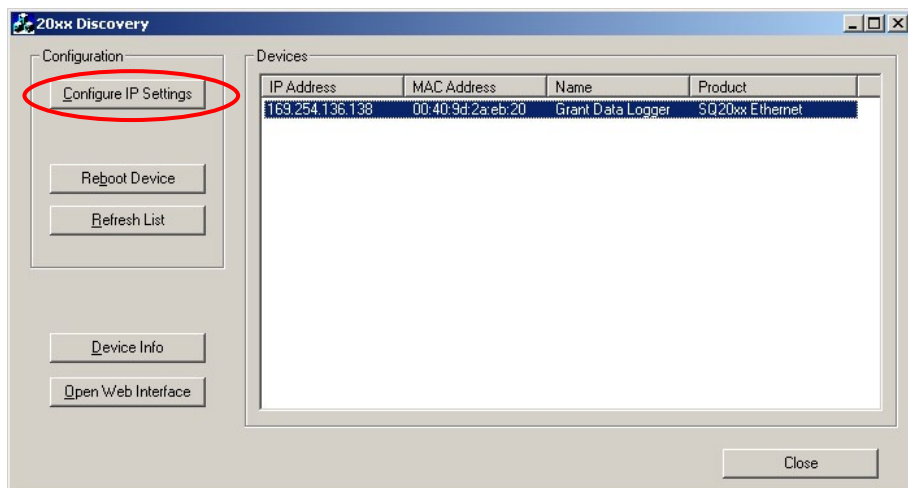 20xx Discovery
Configuration
Configure IP Settings
Reboot Device
Refresh List
Device Info
Open Web Interface
Devices
IP Address MAC Address Name Product
169.254.136.138 00:40:9d:2a:eb:20 Grant Data Logger SQ20xx Ethernet
Close